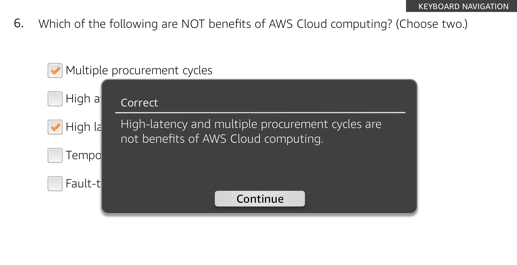 KEYBOARD NAVIGATION
6. Which of the following are NOT benefits of AWS Cloud computing? (Choose two.)
Multiple procurement cycles
High a
Correct
High-latency and multiple procurement cycles are
not benefits of AWS Cloud computing.
High la
Tempo
Fault-t
Continue